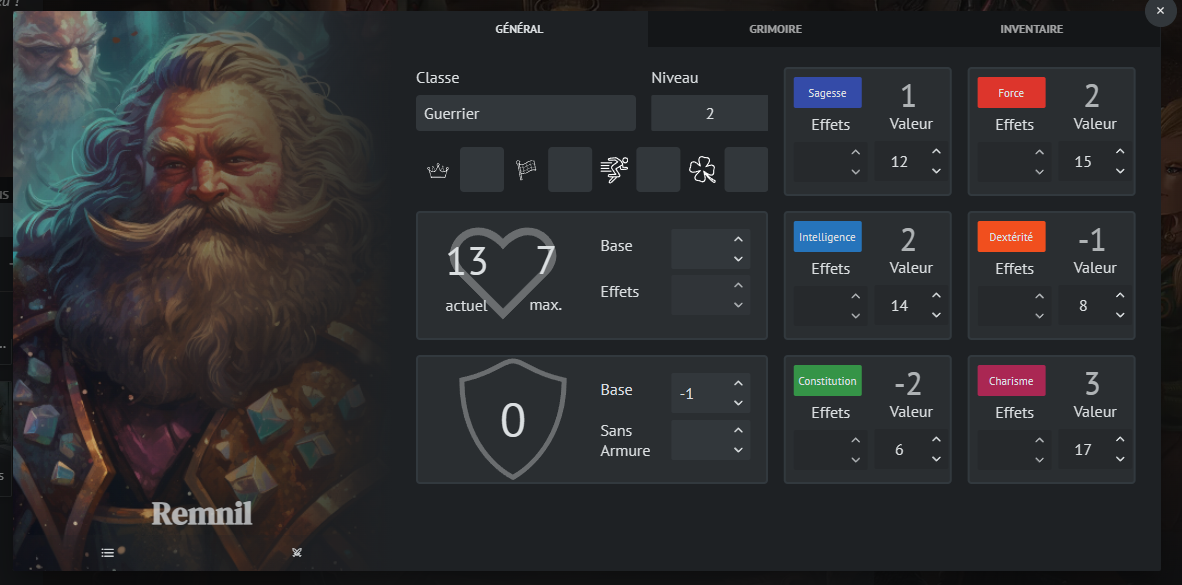 GÉNÉRAL
GRIMOIRE
INVENTAIRE
Classe
Niveau
Guerrier
2
13 7
actuel max.
Base
Effets
0
Base
-1
Sans
Armure
Sagesse
1
Effets
Valeur
12
Force
2
Effets
Valeur
15
Intelligence
2
Effets
Valeur
14
Dextérité
-1
Effets
Valeur
8
Constitution
-2
Effets
Valeur
6
Charisme
3
Effets
Valeur
17
Remnil